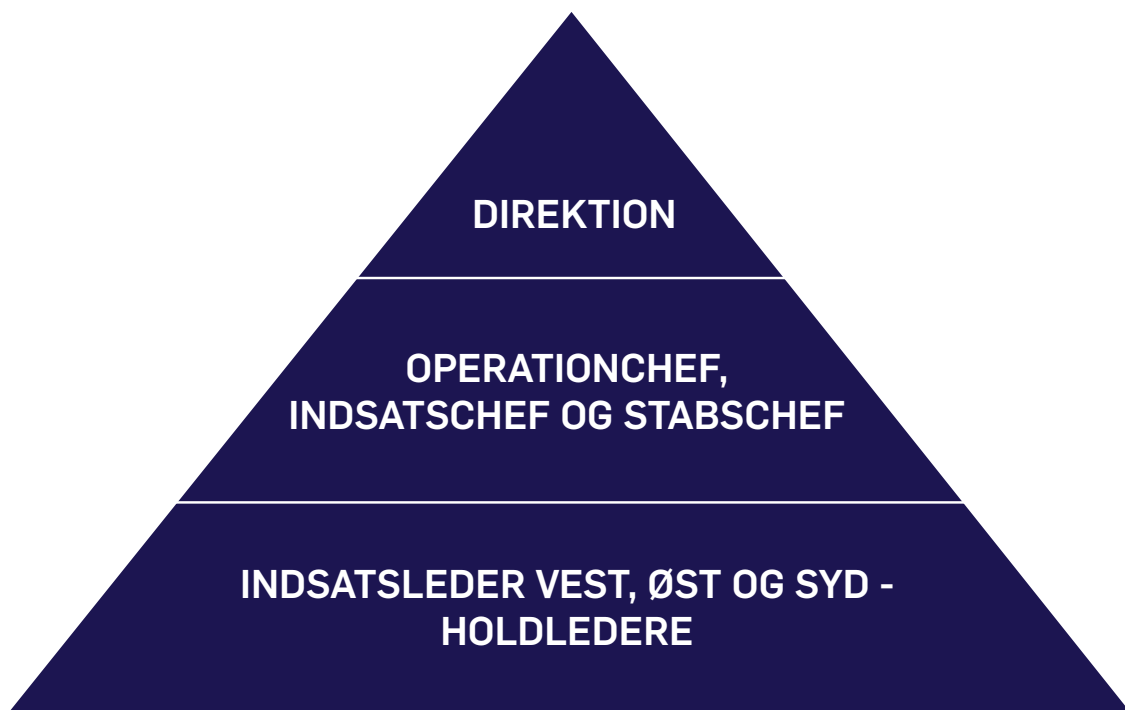 DIREKTION
OPERATIONCHEF,
INDSATSCHEF OG STABSCHEF
INDSATSLEDER VEST, ØST OG SYD -
HOLDLEDERE